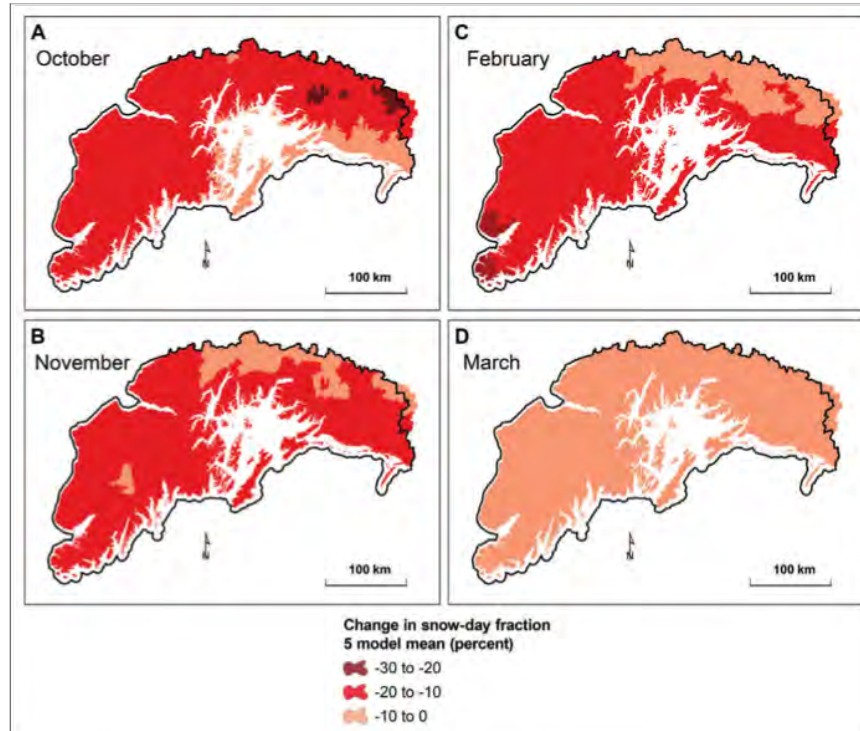 A
October
N
100 km
C
February
N
100 km
B
November
N
100 km
D
March
N
100 km
Change in snow-day fraction
5 model mean (percent)
-30 to -20
-20 to -10
-10 to 0